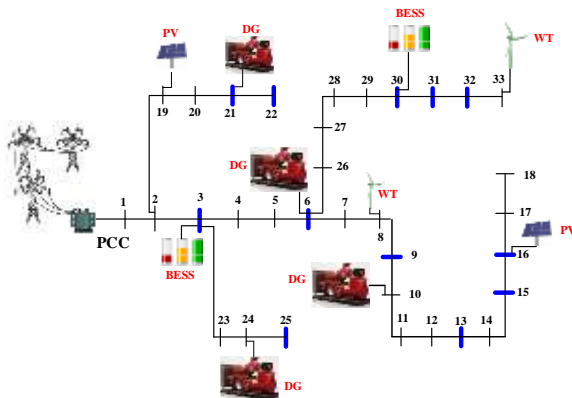 BESS
DG
PV
WT
28 29 30 31 32 33
19 20 21 22
27
DG
26
18
WT
17
1 2 3 4 5 6 7 8
PV
PCC
16
9
BESS
DG
10
15
23 24 25
11 12 13 14
DG